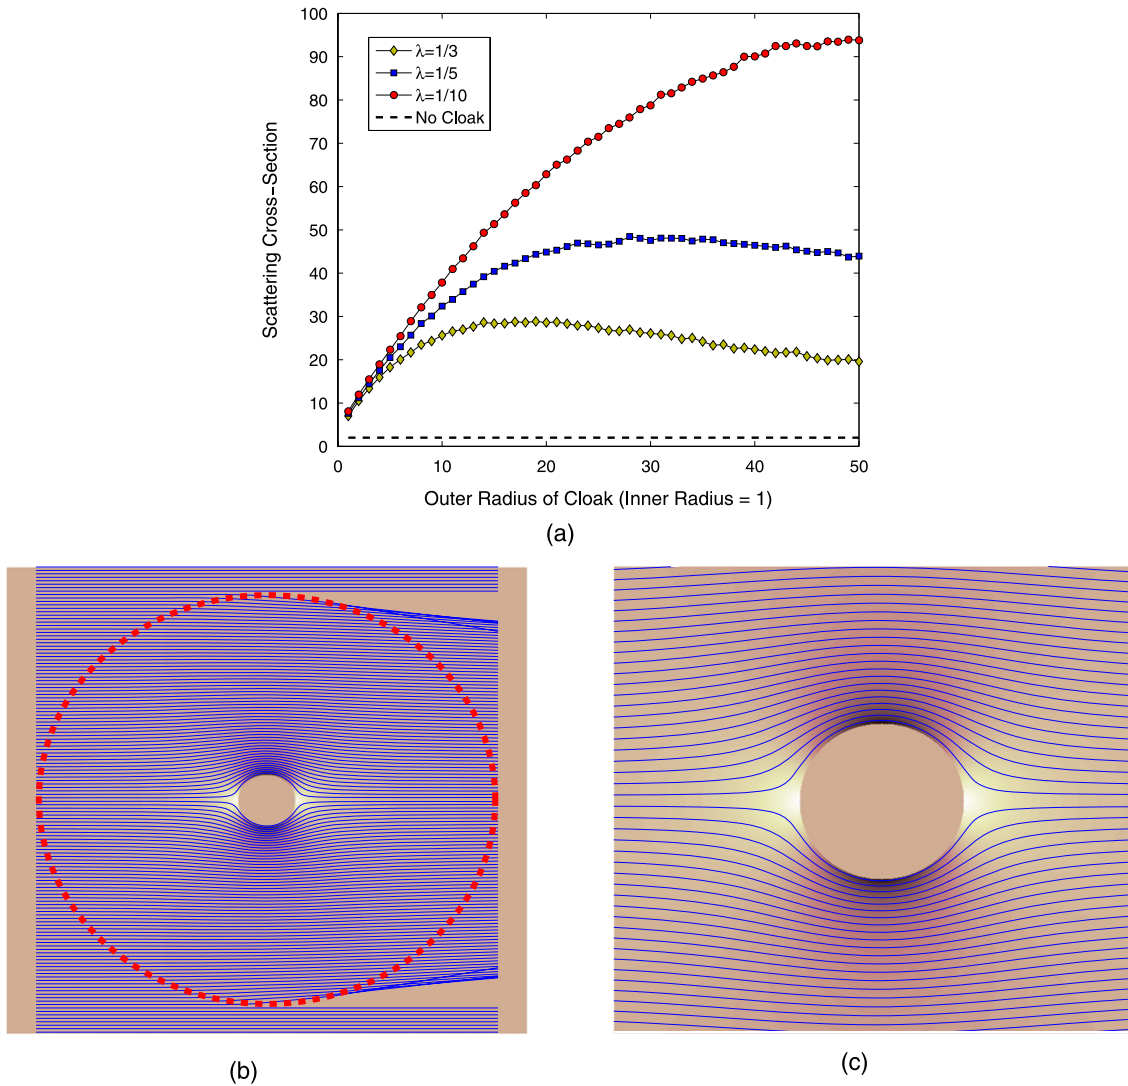 100
90
80
70
60
50
40
30
20
10
0
Scattering Cross-Section
λ=1/3
λ=1/5
λ=1/10
No Cloak
0 10 20 30 40 50
Outer Radius of Cloak (Inner Radius = 1)
(a)
(b)
(c)